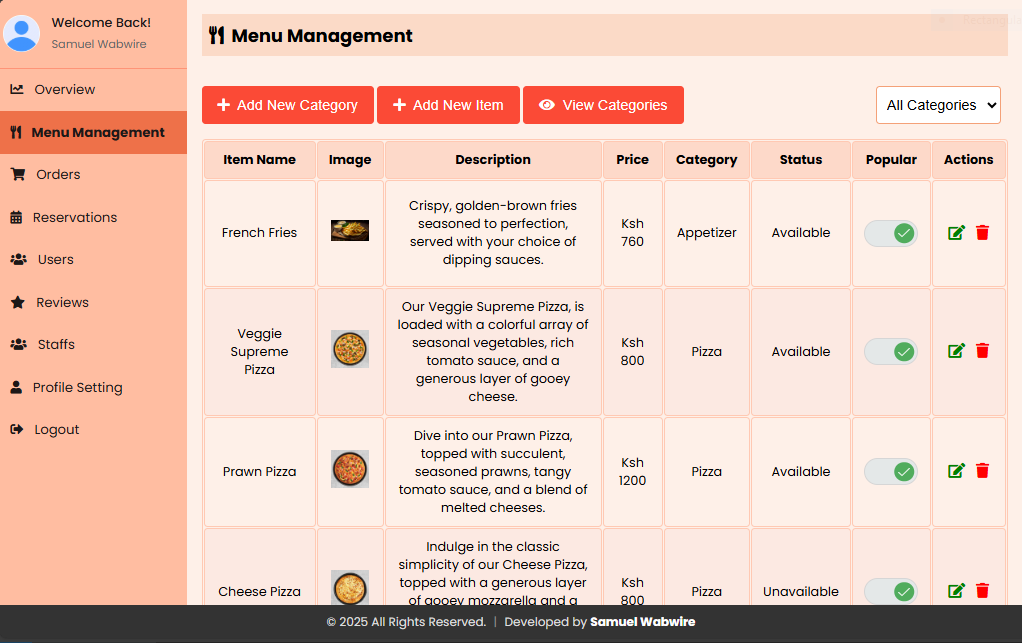 Welcome Back!
Samuel Wabwire
Overview
Menu Management
Orders
Reservations
Users
Reviews
Staffs
Profile Setting
Logout
Menu Management
Add New Category
Add New Item
View Categories
All Categories
Item Name Image Description Price Category Status Popular Actions
French Fries
Crispy, golden-brown fries
seasoned to perfection,
served with your choice of
dipping sauces.
Ksh
760
Appetizer
Available
Veggie
Supreme
Pizza
Our Veggie Supreme Pizza, is
loaded with a colorful array of
seasonal vegetables, rich
tomato sauce, and a
generous layer of gooey
cheese.
Ksh
800
Pizza
Available
Prawn Pizza
Dive into our Prawn Pizza,
topped with succulent,
seasoned prawns, tangy
tomato sauce, and a blend of
melted cheeses.
Ksh
1200
Pizza
Available
Cheese Pizza
Indulge in the classic
simplicity of our Cheese Pizza,
topped with a generous layer
of gooey mozzarella and a
Ksh
800
Pizza
Unavailable
© 2025 All Rights Reserved. | Developed by Samuel Wabwire